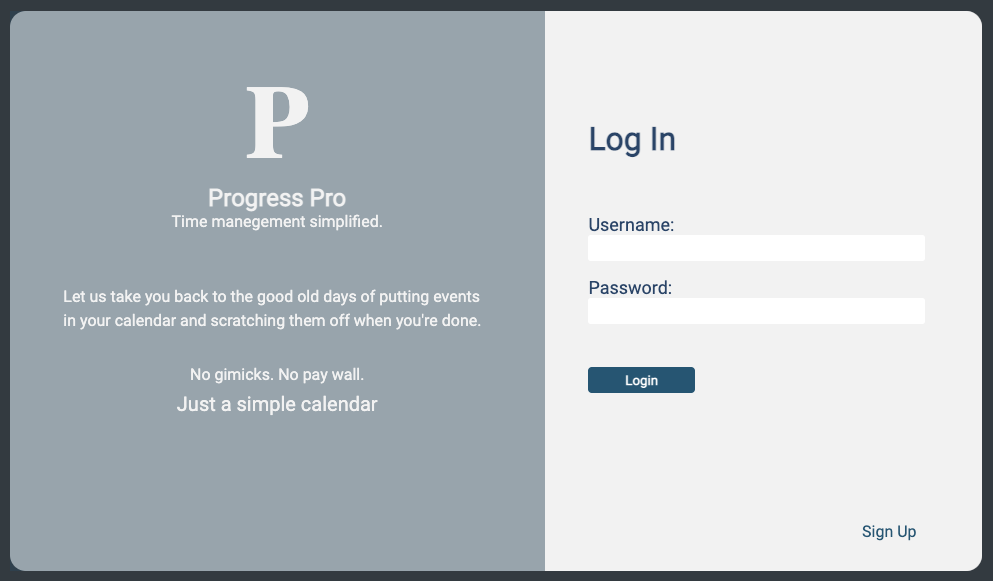 P
Progress Pro
Time manegement simplified.
Let us take you back to the good old days of putting events
in your calendar and scratching them off when you're done.
No gimicks. No pay wall.
Just a simple calendar
Log In
Username:
Password:
Login
Sign Up